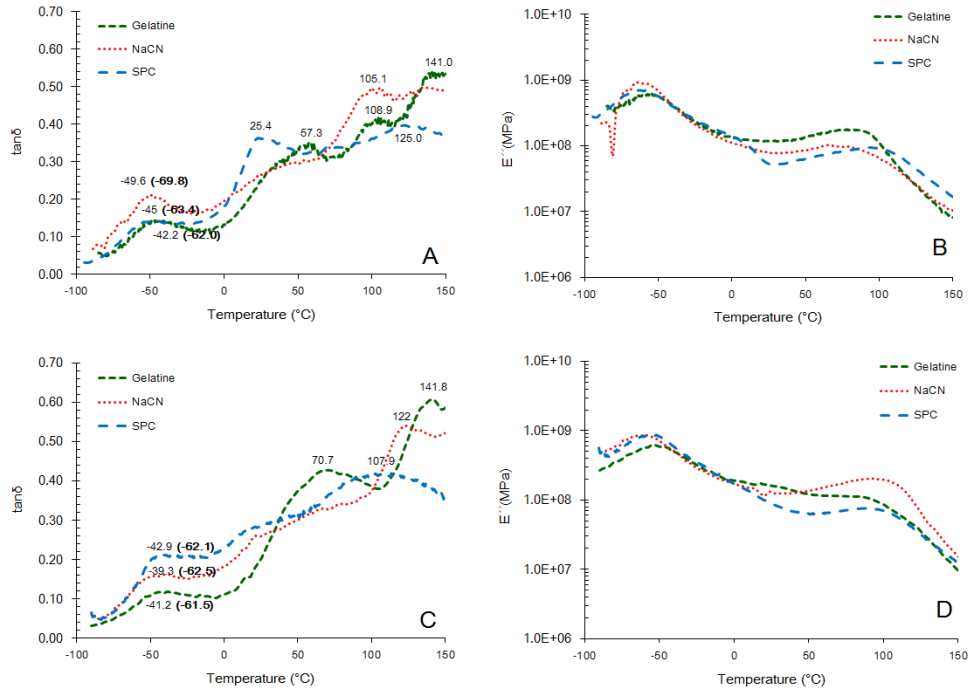 0.70
0.60
0.50
0.40
0.30
0.20
0.10
0.00
tanδ
Gelatine
NaCN
SPC
141.0
105.1
108.9
57.3
25.4
125.0
-49.6 (-69.8)
-45 (-63.4)
-42.2 (-62.0)
A
-100 -50 0 50 100 150
Temperature (°C)
1.0E+10
1.0E+09
1.0E+08
1.0E+07
1.0E+06
E´´(MPa)
Gelatine
NaCN
SPC
B
-100 -50 0 50 100 150
Temperature (°C)
0.70
0.60
0.50
0.40
0.30
0.20
0.10
0.00
tanδ
Gelatine
NaCN
SPC
141.8
122
70.7
107.9
-42.9 (-62.1)
-39.3 (-62.5)
-41.2 (-61.5)
C
-100 -50 0 50 100 150
Temperature (°C)
1.0E+10
1.0E+09
1.0E+08
1.0E+07
1.0E+06
E´´(MPa)
Gelatine
NaCN
SPC
D
-100 -50 0 50 100 150
Temperature (°C)